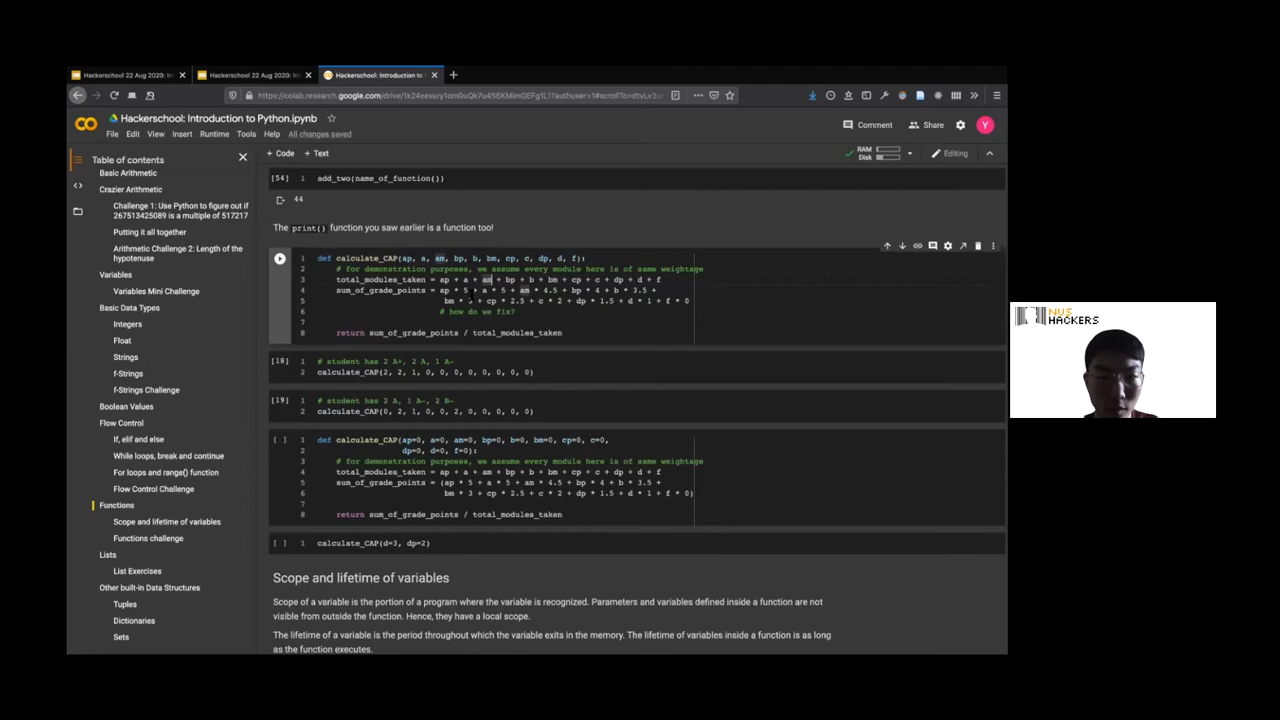 Hackerschool 22 Aug 2020: In
Hackerschool 22 Aug 2020: In
Hackerschool: Introduction to
Hackerschool: Introduction to Python.ipynb
File Edit View Insert Runtime Tools Help All changes saved
Comment Share Y
Table of contents
Basic Arithmetic
Crazier Arithmetic
Challenge 1: Use Python to figure out if
267513425089 is a multiple of 517217
Putting it all together
Arithmetic Challenge 2: Length of the
hypotenuse
Variables
Variables Mini Challenge
Basic Data Types
Integers
Float
Strings
f-Strings
f-Strings Challenge
Boolean Values
Flow Control
If, elif and else
While loops, break and continue
For loops and range() function
Flow Control Challenge
Functions
Scope and lifetime of variables
Functions challenge
Lists
List Exercises
Other built-in Data Structures
Tuples
Dictionaries
Sets
+ Code + Text
RAM
Disk
Editing
[54] 1 add_two(name_of_function())
44
The print() function you saw earlier is a function too!
1 def calculate_CAP(ap, a, am, bp, b, bm, cp, c, dp, d, f):
2 # for demonstration purposes, we assume every module here is of same weightage
3 total_modules_taken = ap + a + am + bp + b + bm + cp + c + dp + d + f
4 sum_of_grade_points = ap * 5 + a * 5 + am * 4.5 + bp * 4 + b * 3.5 +
5 bm * 3 + cp * 2.5 + c * 2 + dp * 1.5 + d * 1 + f * 0
6 # how do we fix?
7
8 return sum_of_grade_points / total_modules_taken
[18] 1 # student has 2 A+, 2 A, 1 A-
2 calculate_CAP(2, 2, 1, 0, 0, 0, 0, 0, 0, 0, 0)
[19] 1 # student has 2 A, 1 A-, 2 B-
2 calculate_CAP(0, 2, 1, 0, 0, 2, 0, 0, 0, 0, 0)
[ ] 1 def calculate_CAP(ap=0, a=0, am=0, bp=0, b=0, bm=0, cp=0, c=0,
2 dp=0, d=0, f=0):
3 # for demonstration purposes, we assume every module here is of same weightage
4 total_modules_taken = ap + a + am + bp + b + bm + cp + c + dp + d + f
5 sum_of_grade_points = (ap * 5 + a * 5 + am * 4.5 + bp * 4 + b * 3.5 +
6 bm * 3 + cp * 2.5 + c * 2 + dp * 1.5 + d * 1 + f * 0)
7
8 return sum_of_grade_points / total_modules_taken
[ ] 1 calculate_CAP(d=3, dp=2)
Scope and lifetime of variables
Scope of a variable is the portion of a program where the variable is recognized. Parameters and variables defined inside a function are not
visible from outside the function. Hence, they have a local scope.
The lifetime of a variable is the period throughout which the variable exits in the memory. The lifetime of variables inside a function is as long
as the function executes.
NUS
HACKERS